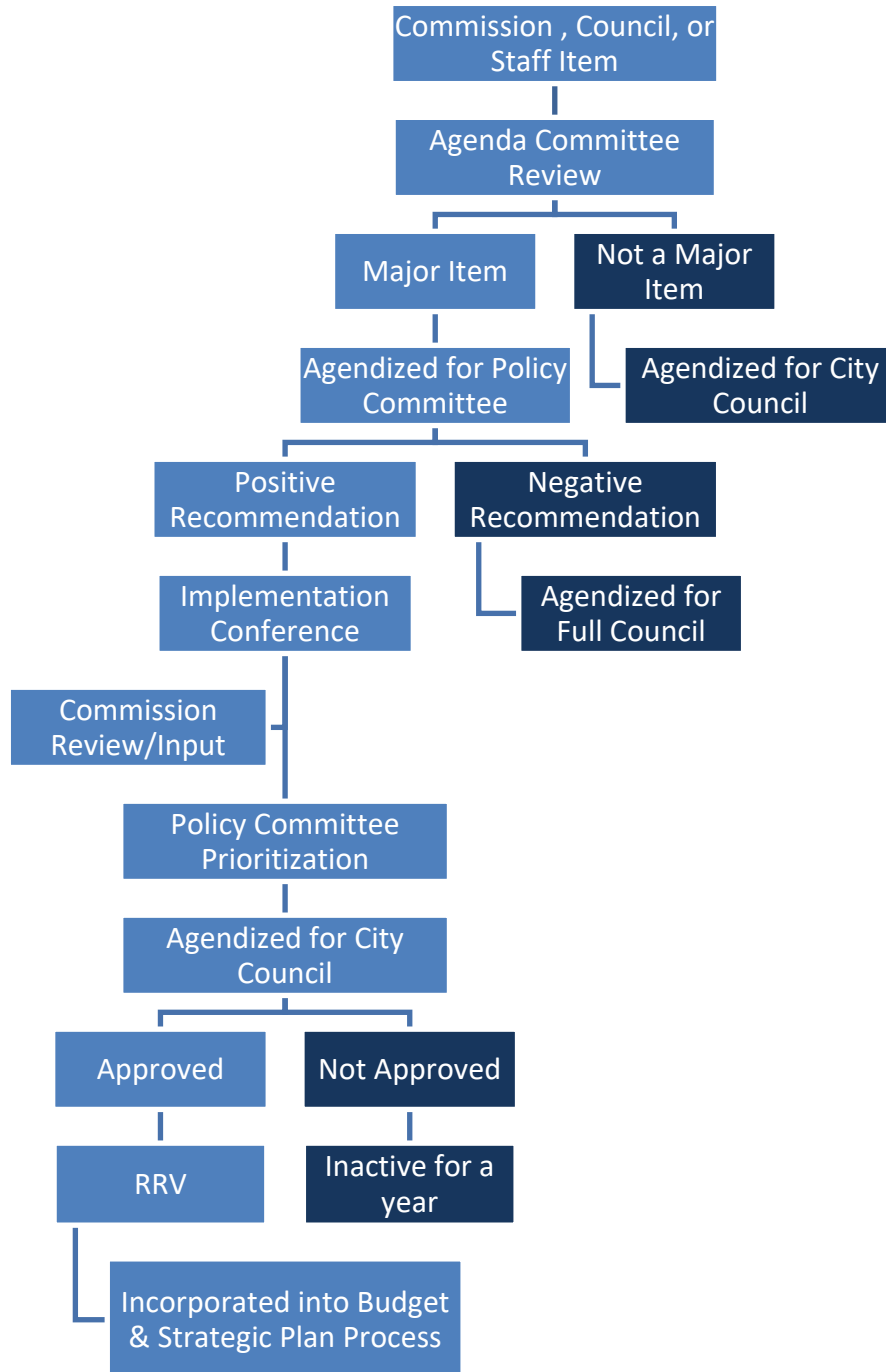 Commission , Council, or
Staff Item
Agenda Committee
Review
Major Item
Not a Major
Item
Agendized for Policy
Committee
Agendized for City
Council
Positive
Recommendation
Negative
Recommendation
Implementation
Conference
Agendized for
Full Council
Commission
Review/Input
Policy Committee
Prioritization
Agendized for City
Council
Approved
Not Approved
RRV
Inactive for a
year
Incorporated into Budget
& Strategic Plan Process